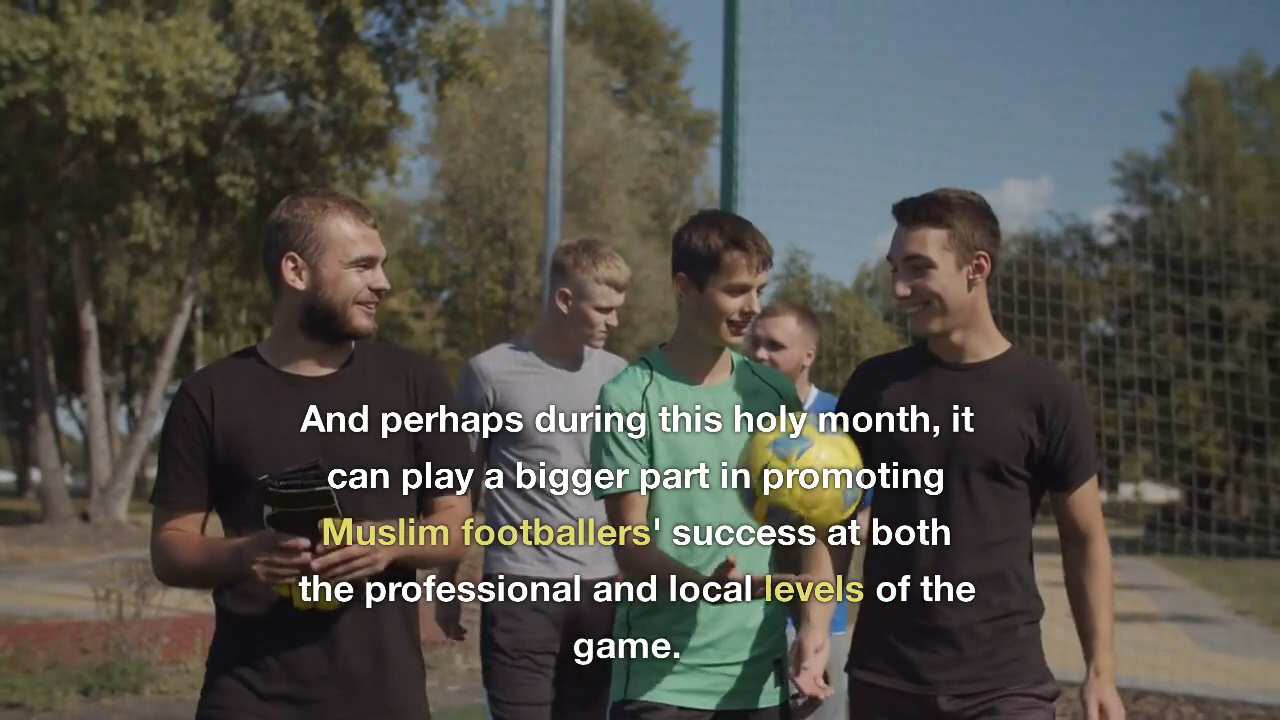 And perhaps during this holy month, it
can play a bigger part in promoting
Muslim footballers' success at both
the professional and local levels of the
game.